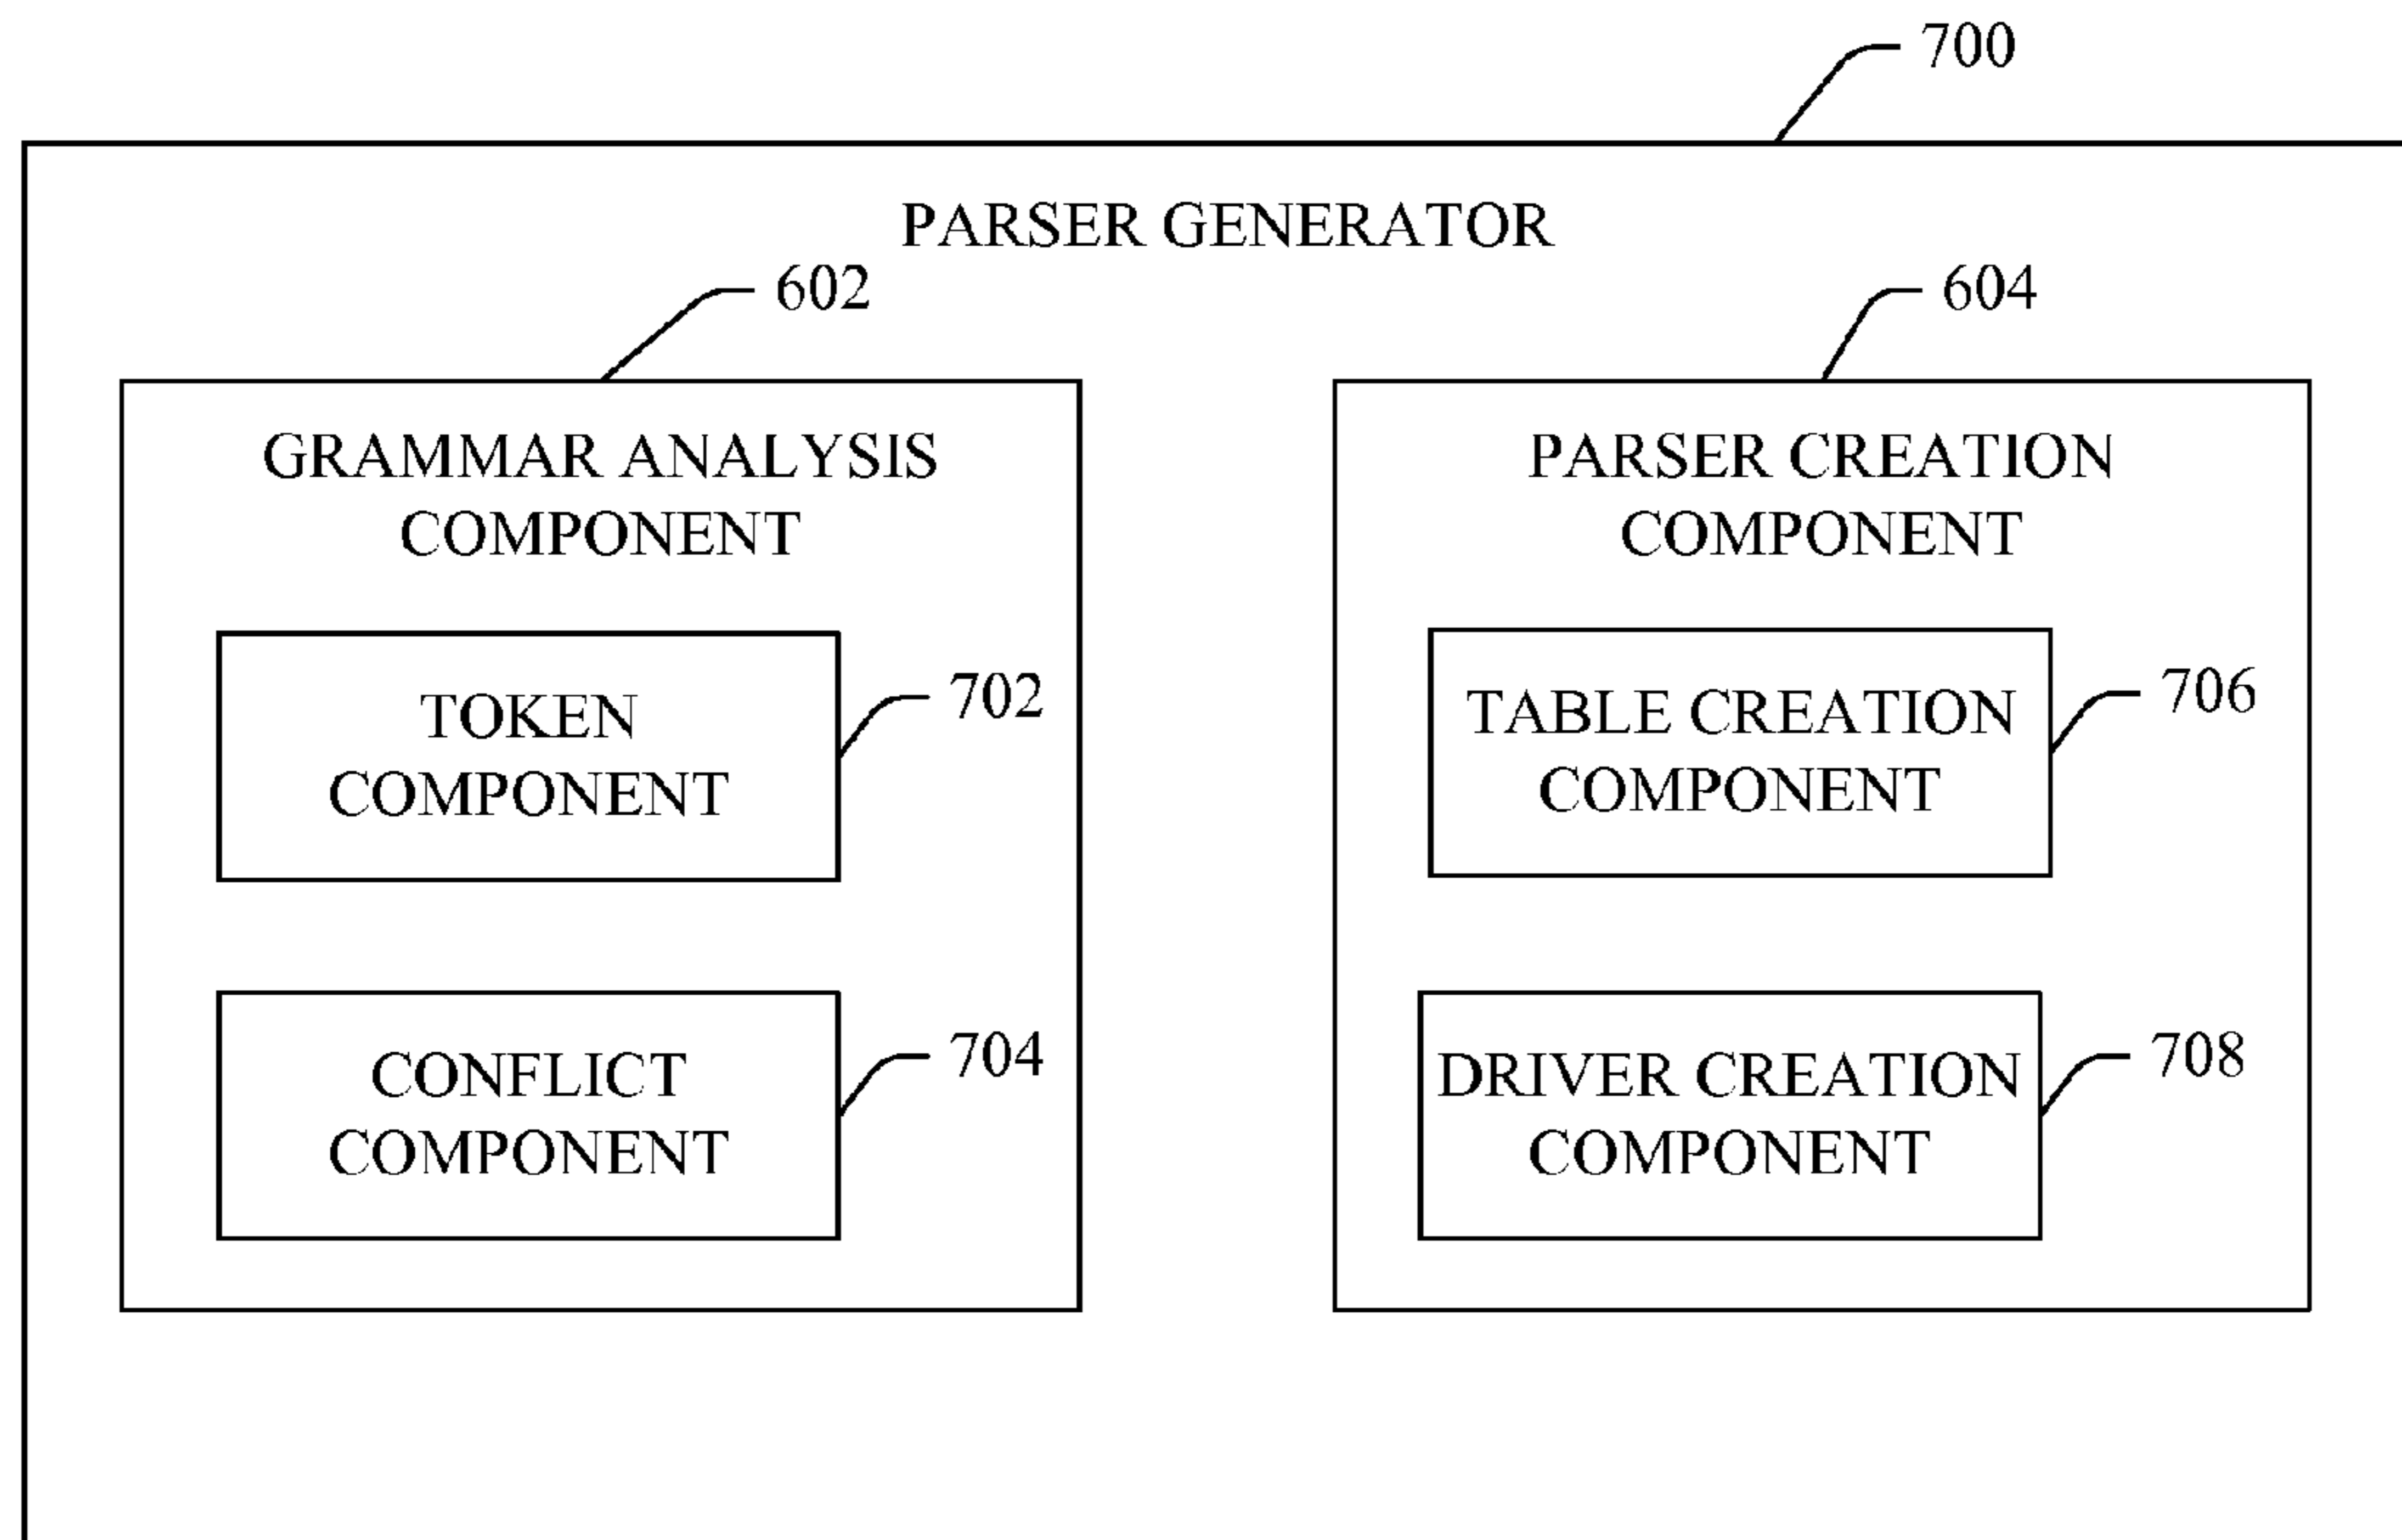 700
PARSER GENERATOR
602
604
GRAMMAR ANALYSIS
COMPONENT
TOKEN
COMPONENT
702
CONFLICT
COMPONENT
704
PARSER CREATION
COMPONENT
TABLE CREATION
COMPONENT
706
DRIVER CREATION
COMPONENT
708